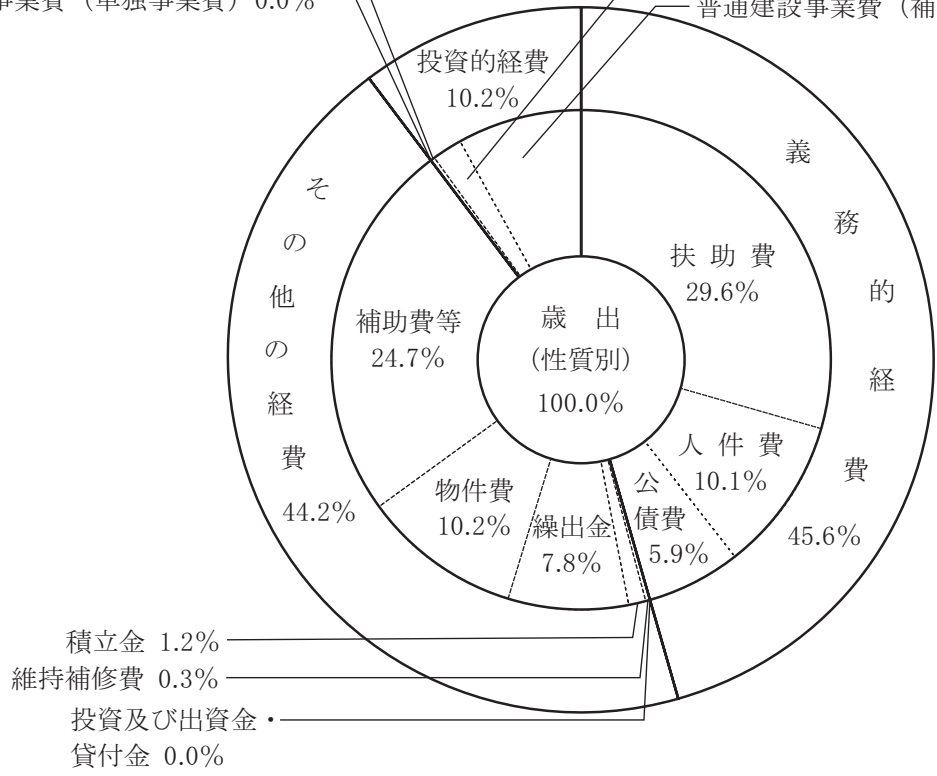 事業費（単独事業費）0.0%
普通建設事業費（補
投資的経費
10.2%
義務的経費
45.6%
扶助費
29.6%
人件費
10.1%
公債費
5.9%
歳出
（性質別）
100.0%
その他の経費
44.2%
補助費等
24.7%
物件費
10.2%
繰出金
7.8%
積立金 1.2%
維持補修費 0.3%
投資及び出資金・
貸付金 0.0%